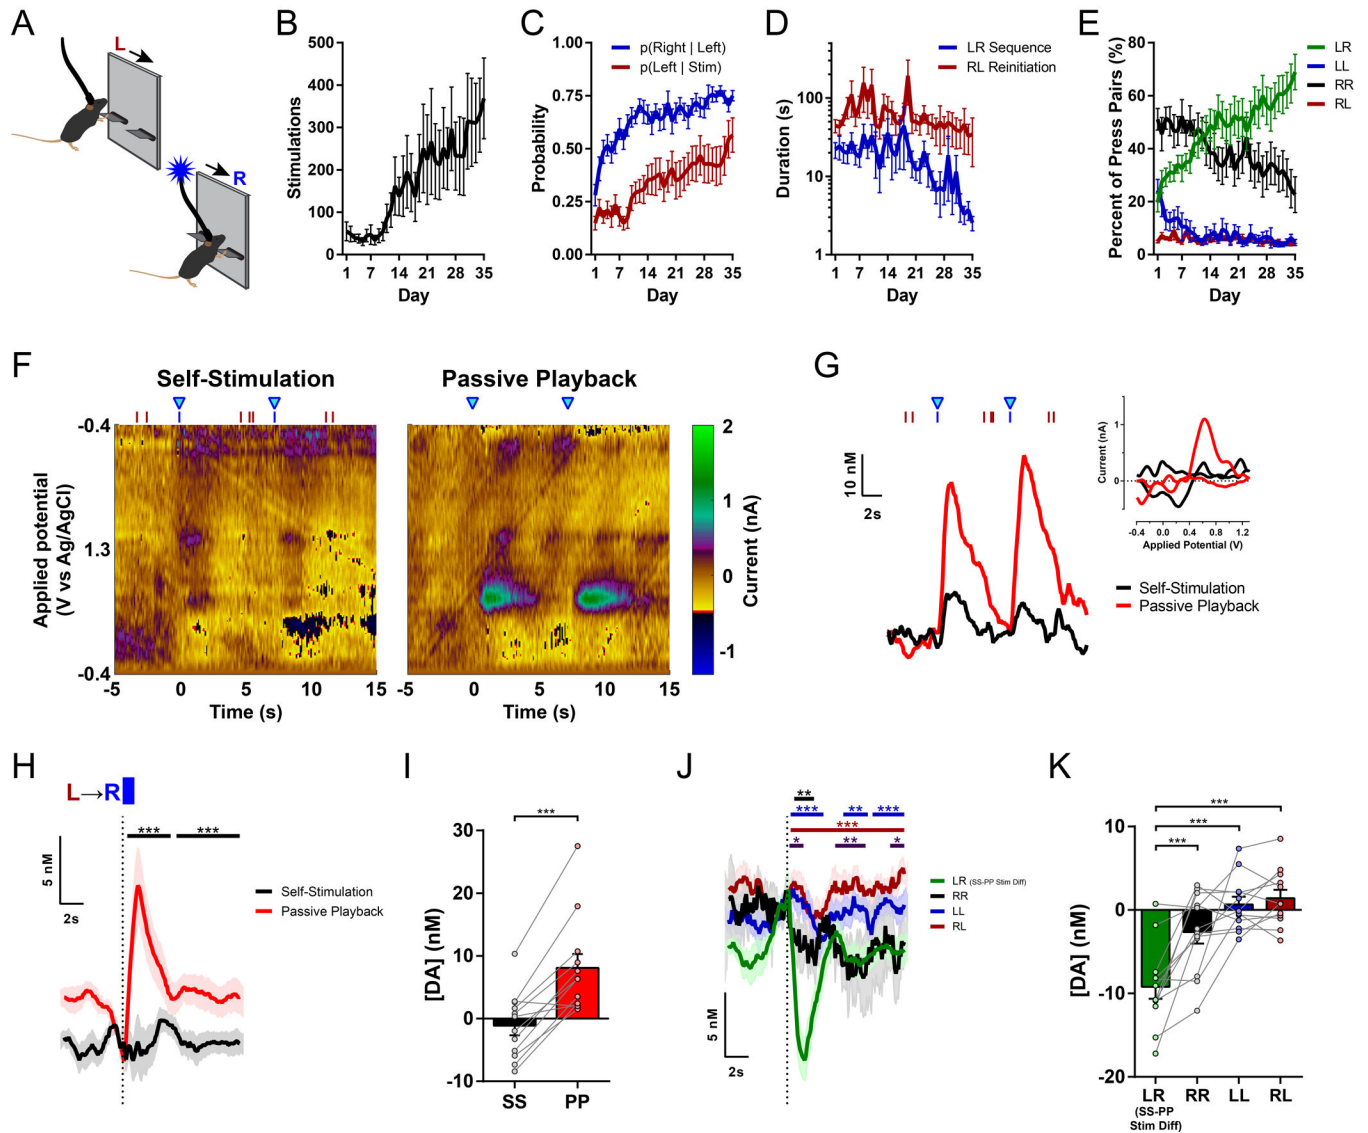 A
L
R
B
Stimulations
500
400
300
200
100
0
1 7 14 21 28 35
Day
C
p(Right | Left)
p(Left | Stim)
Probability
1.00
0.75
0.50
0.25
0.00
1 7 14 21 28 35
Day
D
LR Sequence
RL Reinitiation
Duration (s)
100
10
1
1 7 14 21 28 35
Day
E
LR
LL
RR
RL
Percent of Press Pairs (%)
80
60
40
20
0
1 7 14 21 28 35
Day
F
Self-Stimulation
Passive Playback
Applied potential
(V vs Ag/AgCl)
-0.4
1.3
-0.4
-5 0 5 10 15
Time (s)
-5 0 5 10 15
Time (s)
2
1
0
-1
Current (nA)
G
10 nM
2s
Current (nA)
1
0
-0.4 0.0 0.4 0.8 1.2
Applied Potential (V)
Self-Stimulation
Passive Playback
H
L→R
*** ***
5 nM
2s
Self-Stimulation
Passive Playback
I
***
[DA] (nM)
30
20
10
0
-10
SS PP
J
**
*** ** ***
***
* ** *
LR (SS-PP Stim Diff)
RR
LL
RL
5 nM
2s
K
***
***
***
[DA] (nM)
10
0
-10
-20
LR RR LL RL
(SS-PP
Stim Diff)